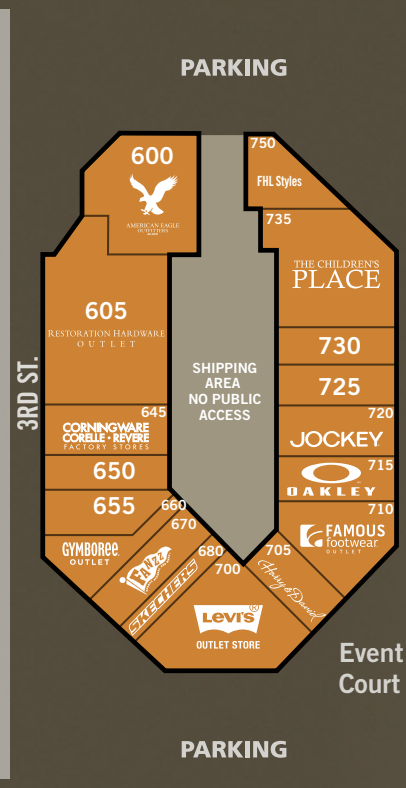 PARKING
600
AMERICAN EAGLE
OUTFITTERS
750
FHL Styles
735
THE CHILDREN'S
PLACE
605
RESTORATION HARDWARE
OUTLET
730
725
SHIPPING
AREA
NO PUBLIC
ACCESS
3RD ST.
645
CORNINGWARE
CORELLE • REVERE
FACTORY STORES
720
JOCKEY
650
715
OAKLEY
655
660
710
FAMOUS
footwear
OUTLET
GYMBOREE
OUTLET
670
FANZZ
680
SKECHERS
700
LEVI'S®
OUTLET STORE
705
Harry & David
Event
Court
PARKING